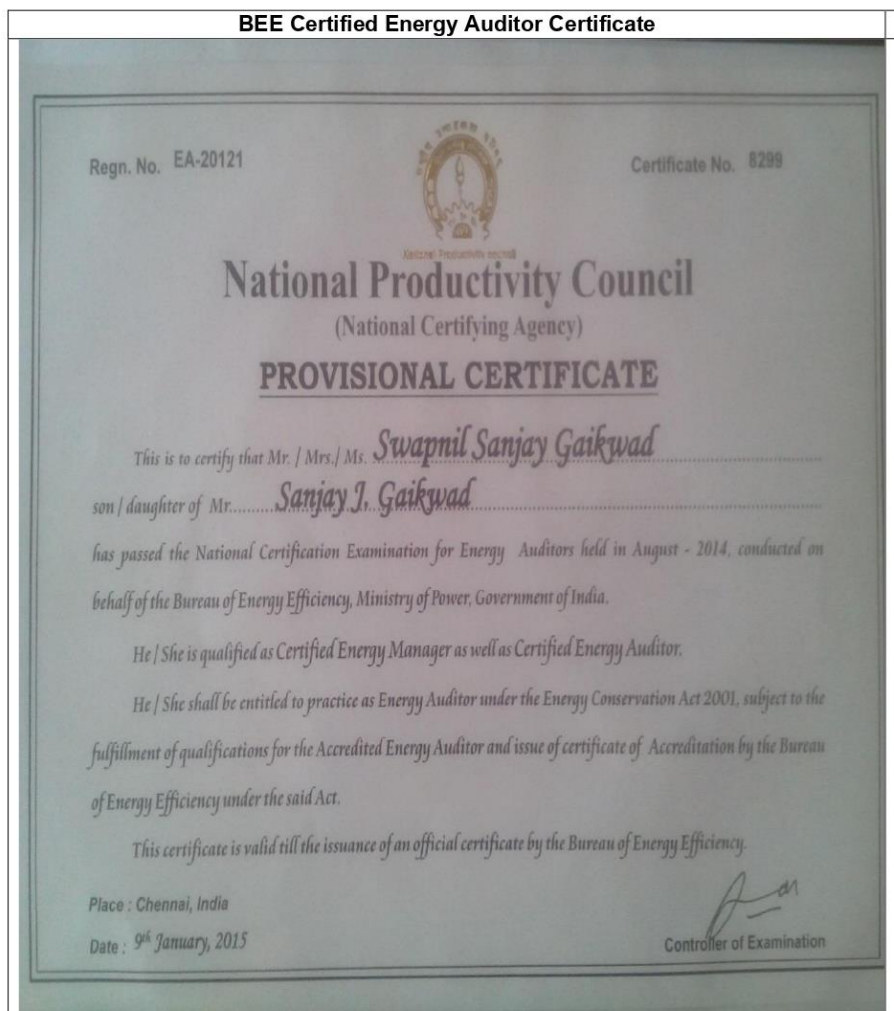 BEE Certified Energy Auditor Certificate
Regn. No. EA-20121
Certificate No. 8299
National Productivity Council
(National Certifying Agency)
PROVISIONAL CERTIFICATE
This is to certify that Mr. / Mrs./ Ms. Swapnil Sanjay Gaikwad
son / daughter of Mr. Sanjay J. Gaikwad
has passed the National Certification Examination for Energy Auditors held in August - 2014, conducted on
behalf of the Bureau of Energy Efficiency, Ministry of Power, Government of India.
He / She is qualified as Certified Energy Manager as well as Certified Energy Auditor.
He / She shall be entitled to practice as Energy Auditor under the Energy Conservation Act 2001, subject to the
fulfillment of qualifications for the Accredited Energy Auditor and issue of certificate of Accreditation by the Bureau
of Energy Efficiency under the said Act.
This certificate is valid till the issuance of an official certificate by the Bureau of Energy Efficiency.
Place : Chennai, India
Date : 9th January, 2015
Controller of Examination